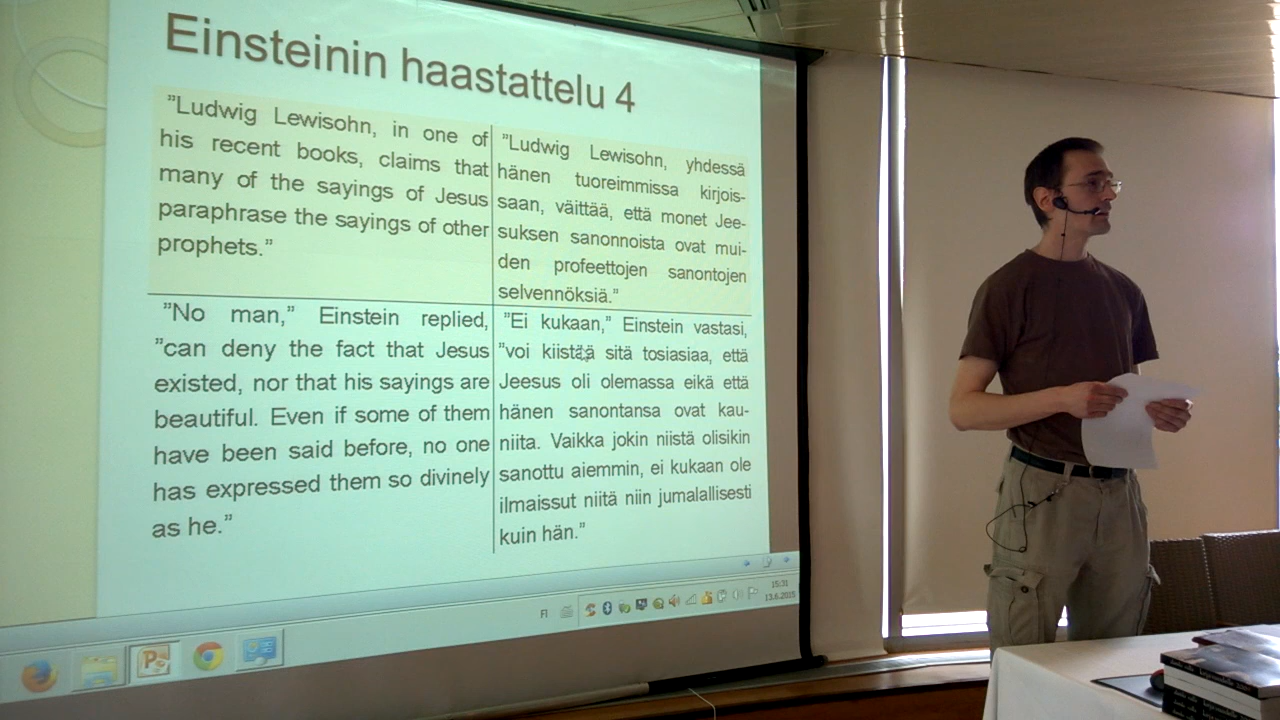 Einsteinin haastattelu 4
”Ludwig Lewisohn, in one of
his recent books, claims that
many of the sayings of Jesus
paraphrase the sayings of other
prophets.”
”Ludwig Lewisohn, yhdessä
hänen tuoreimmissa kirjois-
saan, väittää, että monet Jee-
suksen sanonnoista ovat mui-
den profeettojen sanontojen
selvennöksiä.”
”No man,” Einstein replied,
”can deny the fact that Jesus
existed, nor that his sayings are
beautiful. Even if some of them
have been said before, no one
has expressed them so divinely
as he.”
”Ei kukaan,” Einstein vastasi,
”voi kiistää sitä tosiasiaa, että
Jeesus oli olemassa eikä että
hänen sanontansa ovat kau-
niita. Vaikka jokin niistä olisikin
sanottu aiemmin, ei kukaan ole
ilmaissut niitä niin jumalallisesti
kuin hän.”
FI
15:31
13.6.2015